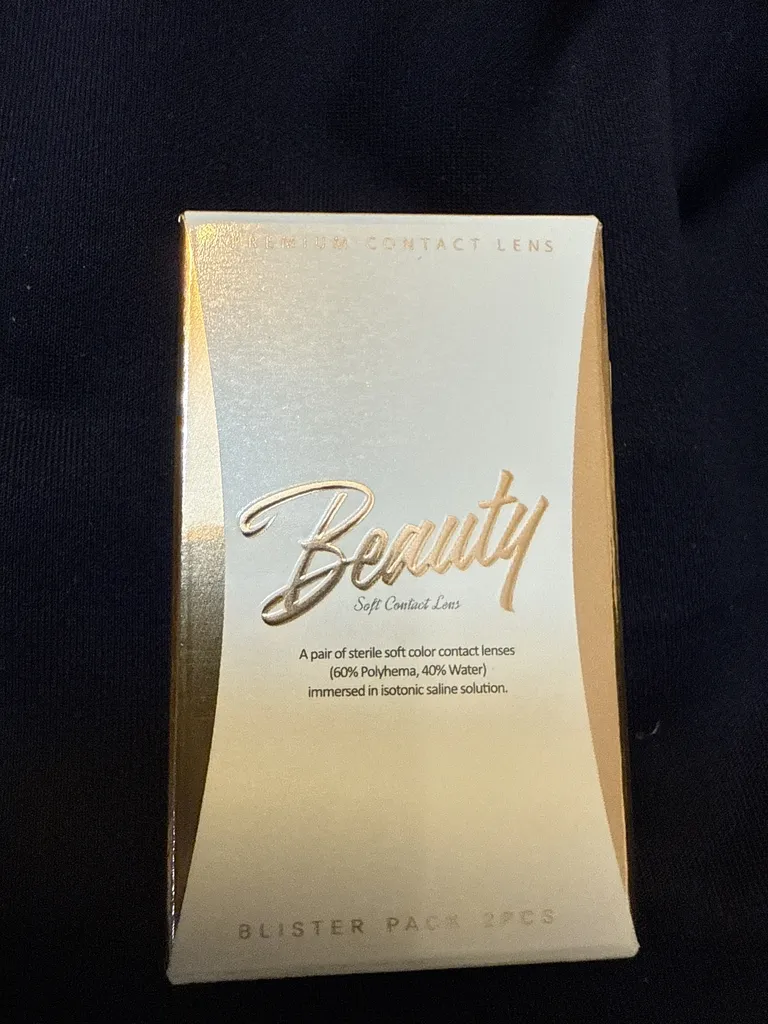 PREMIUM CONTACT LENS
Beauty
Soft Contact Lens
A pair of sterile soft color contact lenses
(60% Polyhema, 40% Water)
immersed in isotonic saline solution.
BLISTER PACK 2PCS